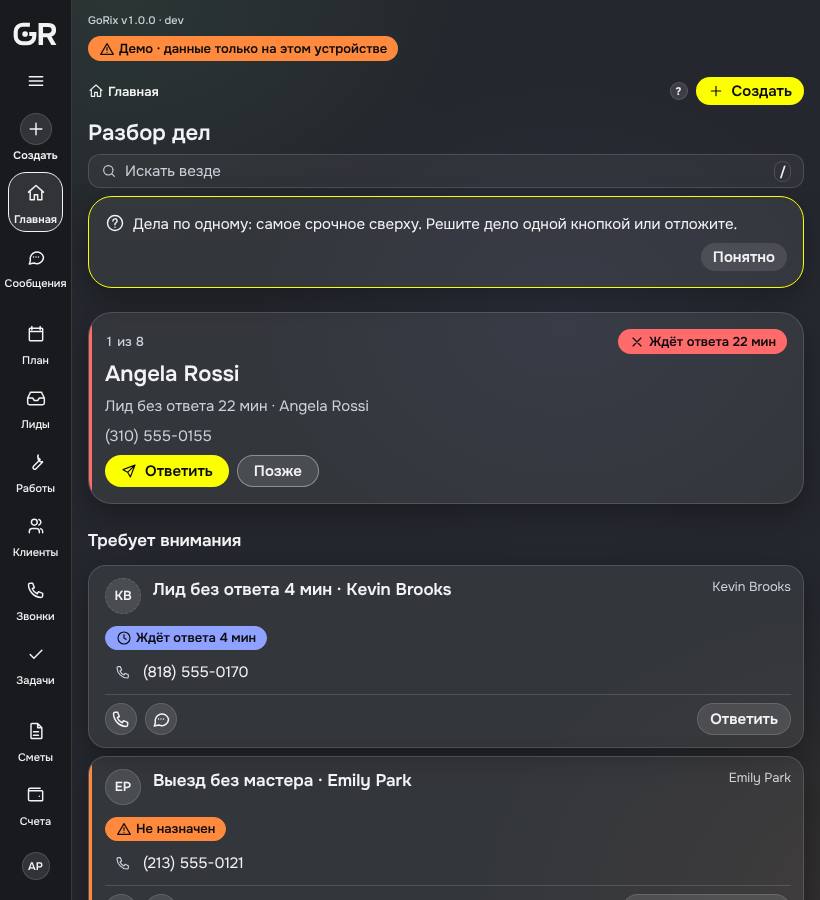 GR
GoRix v1.0.0 · dev
Демо · данные только на этом устройстве
Главная
?
Создать
Создать
Главная
Сообщения
План
Лиды
Работы
Клиенты
Звонки
Задачи
Сметы
Счета
AP
Разбор дел
Искать везде
/
Дела по одному: самое срочное сверху. Решите дело одной кнопкой или отложите.
Понятно
1 из 8
Ждёт ответа 22 мин
Angela Rossi
Лид без ответа 22 мин · Angela Rossi
(310) 555-0155
Ответить
Позже
Требует внимания
KB
Лид без ответа 4 мин · Kevin Brooks
Kevin Brooks
Ждёт ответа 4 мин
(818) 555-0170
Ответить
EP
Выезд без мастера · Emily Park
Emily Park
Не назначен
(213) 555-0121